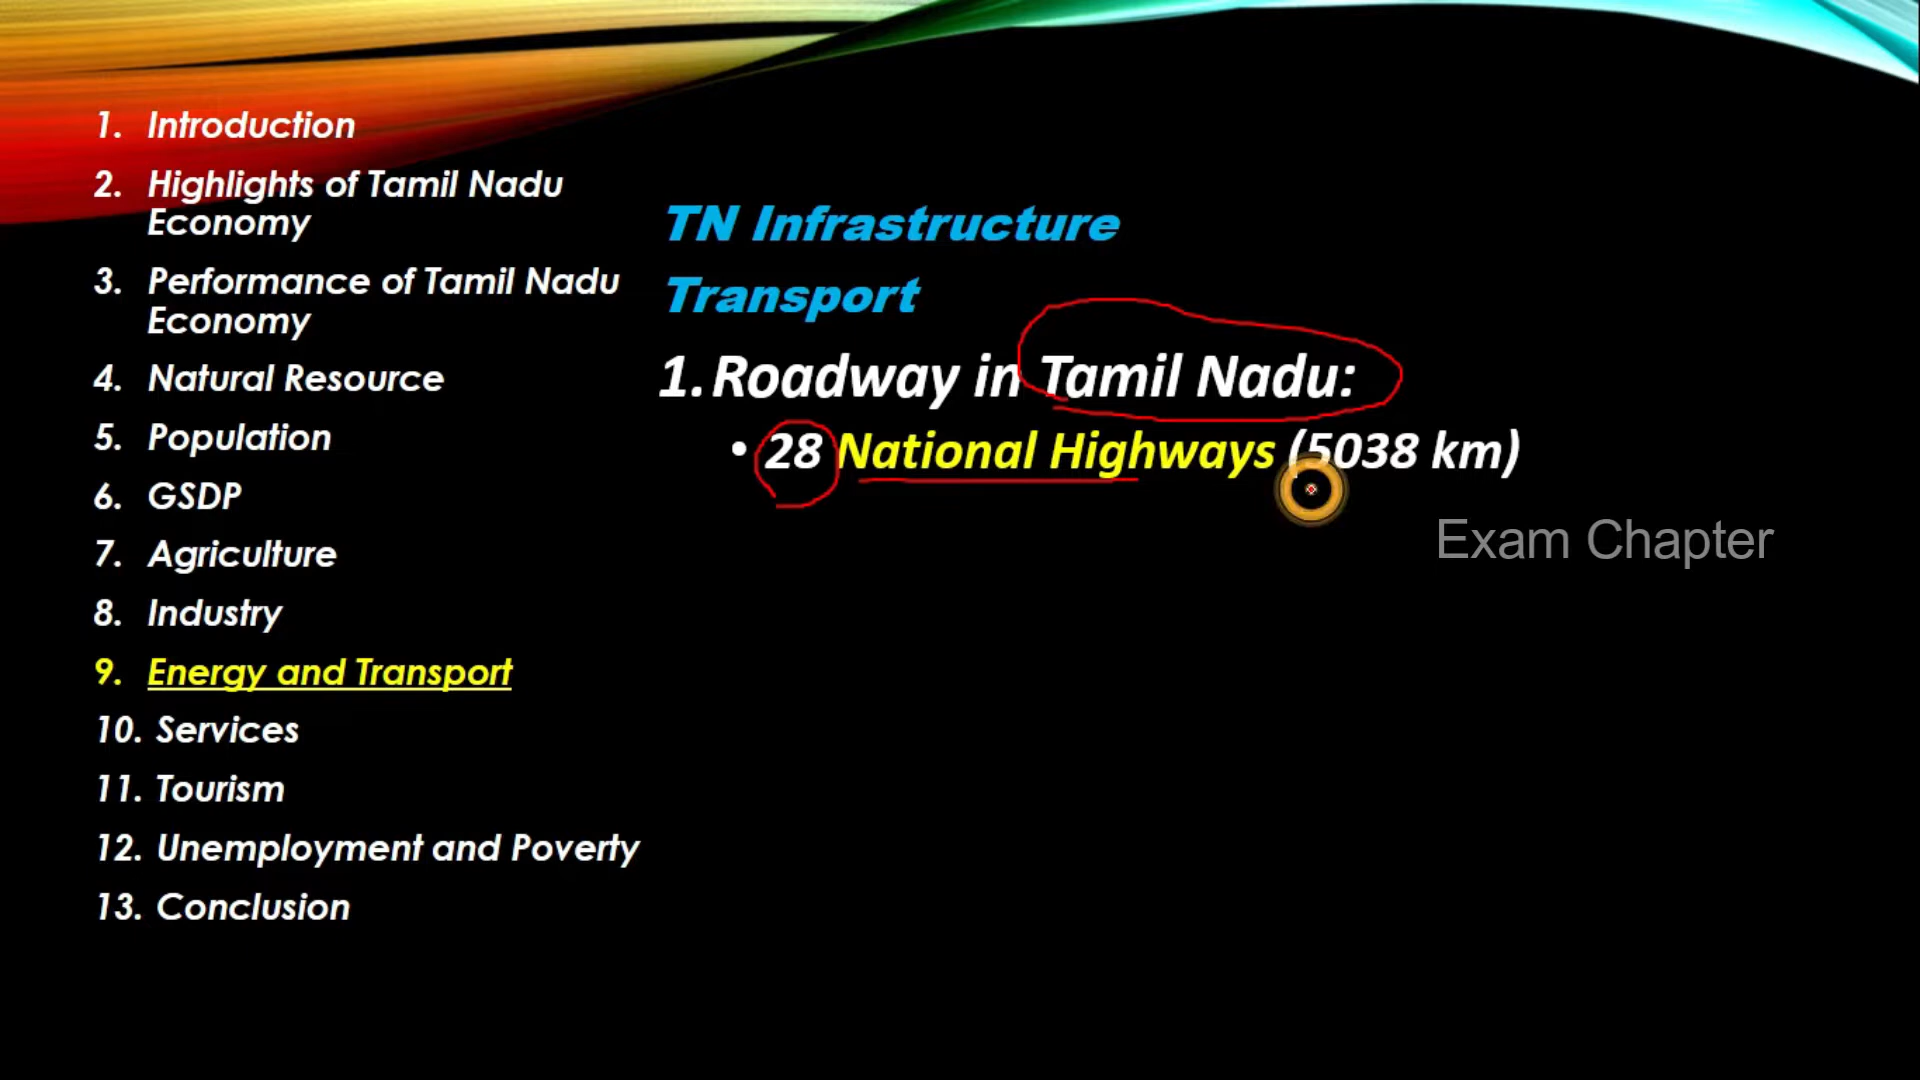 1. Introduction
2. Highlights of Tamil Nadu
Economy
3. Performance of Tamil Nadu
Economy
4. Natural Resource
5. Population
6. GSDP
7. Agriculture
8. Industry
9. Energy and Transport
10. Services
11. Tourism
12. Unemployment and Poverty
13. Conclusion
TN Infrastructure
Transport
1. Roadway in Tamil Nadu:
• 28 National Highways (5038 km)
Exam Chapter